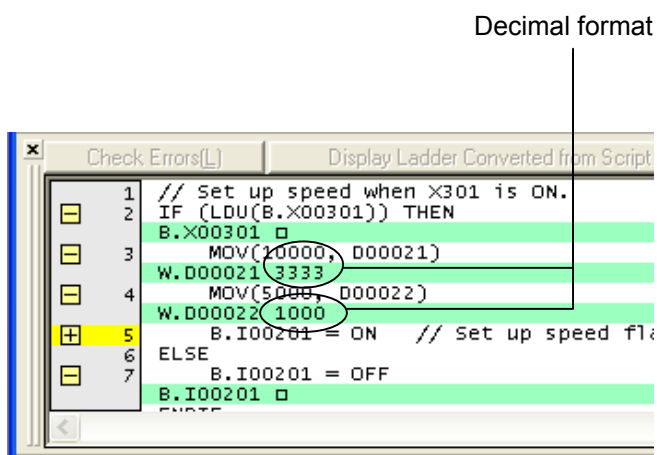 Decimal format
Check Errors(L) Display Ladder Converted from Script
1 // Set up speed when X301 is ON.
2 IF (LDU(B.X00301)) THEN
B.X00301
3 MOV(10000, D00021)
W.D00021 3333
4 MOV(5000, D00022)
W.D00022 1000
5 B.I00201 = ON // Set up speed fla
6 ELSE
7 B.I00201 = OFF
B.I00201